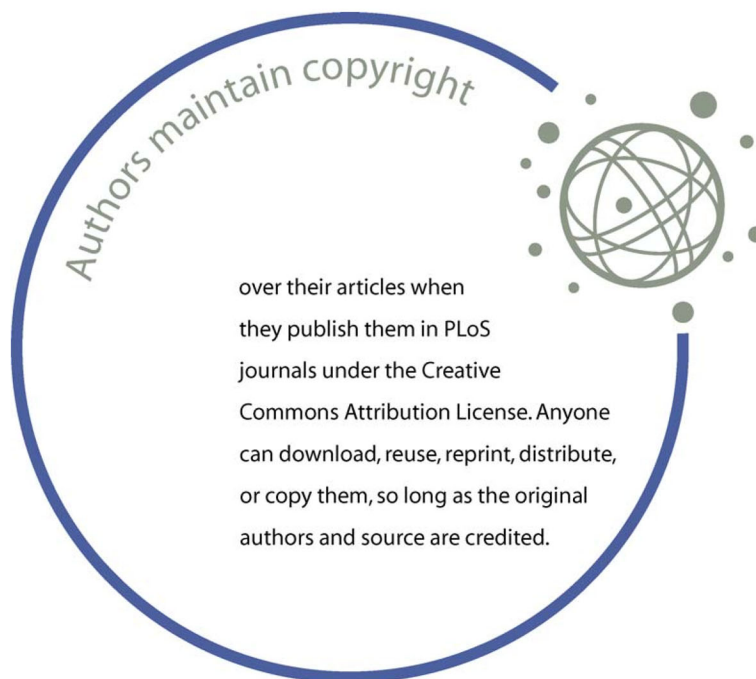 Authors maintain copyright
over their articles when
they publish them in PLoS
journals under the Creative
Commons Attribution License. Anyone
can download, reuse, reprint, distribute,
or copy them, so long as the original
authors and source are credited.